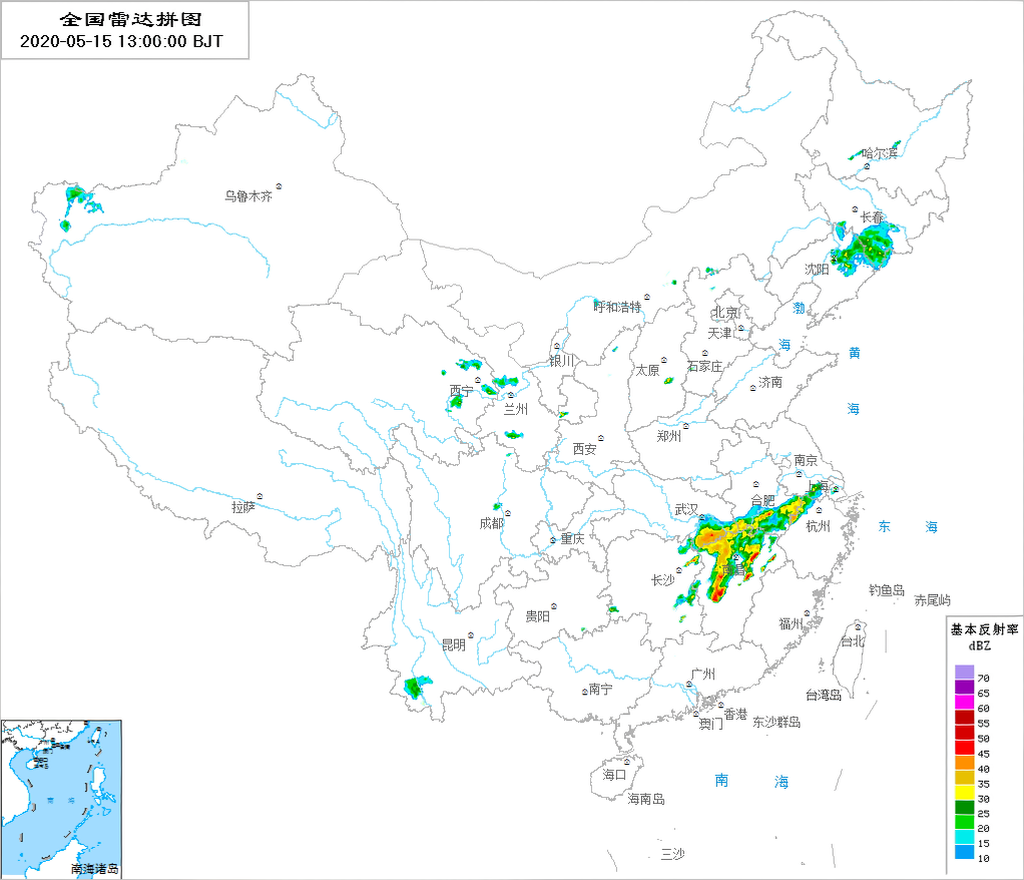 全国雷达拼图
2020-05-15 13:00:00 BJT
哈尔滨
乌鲁木齐
长春
沈阳
呼和浩特
北京
渤
天津
海
黄
银川
太原
石家庄
西宁
济南
兰州
海
郑州
西安
南京
上海
拉萨
合肥
武汉
成都
杭州
东 海
重庆
南昌
长沙
钓鱼岛
赤尾屿
贵阳
福州
基本反射率
dBZ
昆明
台北
70
广州
65
南宁
台湾岛
60
香港
澳门
东沙群岛
55
50
45
海口
40
南 海
35
海南岛
30
25
20
15
三沙
10
南 海
南海诸岛